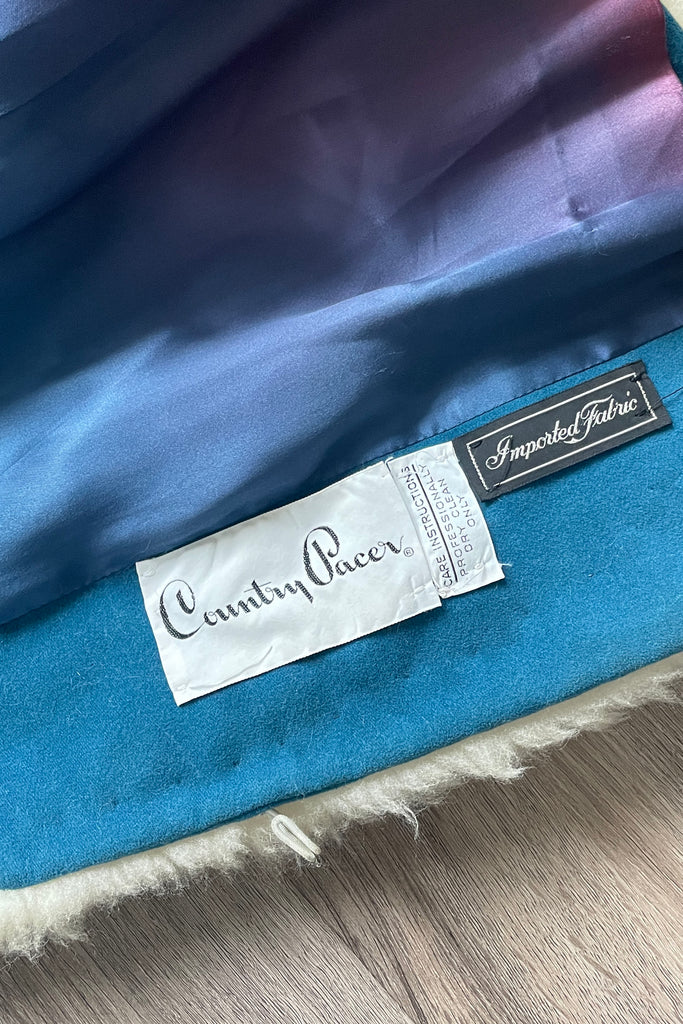 Country Pacer®
CARE INSTRUCTIONS
PROFESSIONALLY
DRY CLEAN
ONLY
Imported Fabric